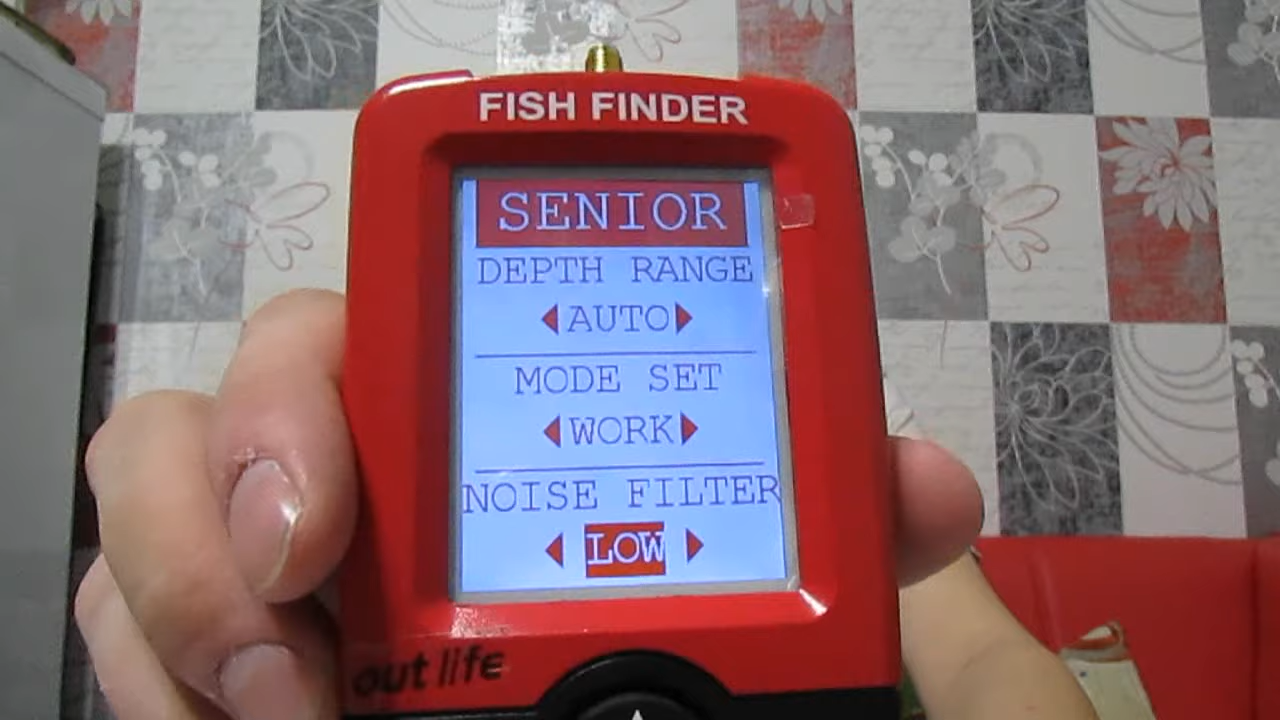 FISH FINDER
SENIOR
DEPTH RANGE
AUTO
MODE SET
WORK
NOISE FILTER
LOW
out life